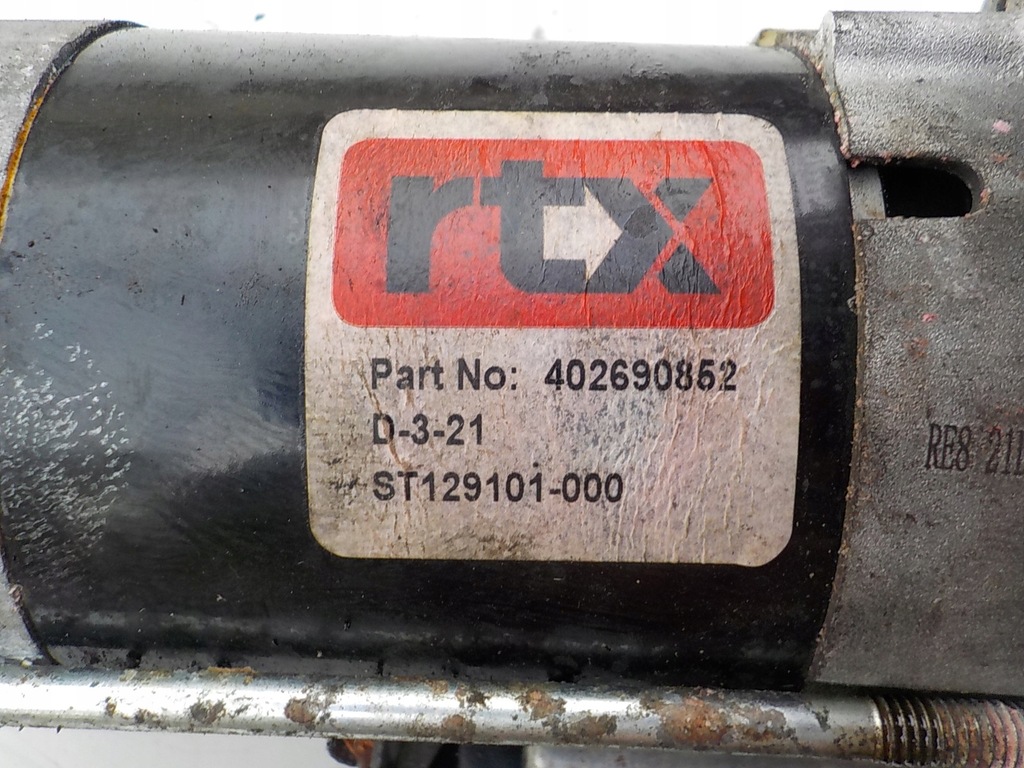 rtx
Part No: 402690852
D-3-21
ST129101-000
RE8 21